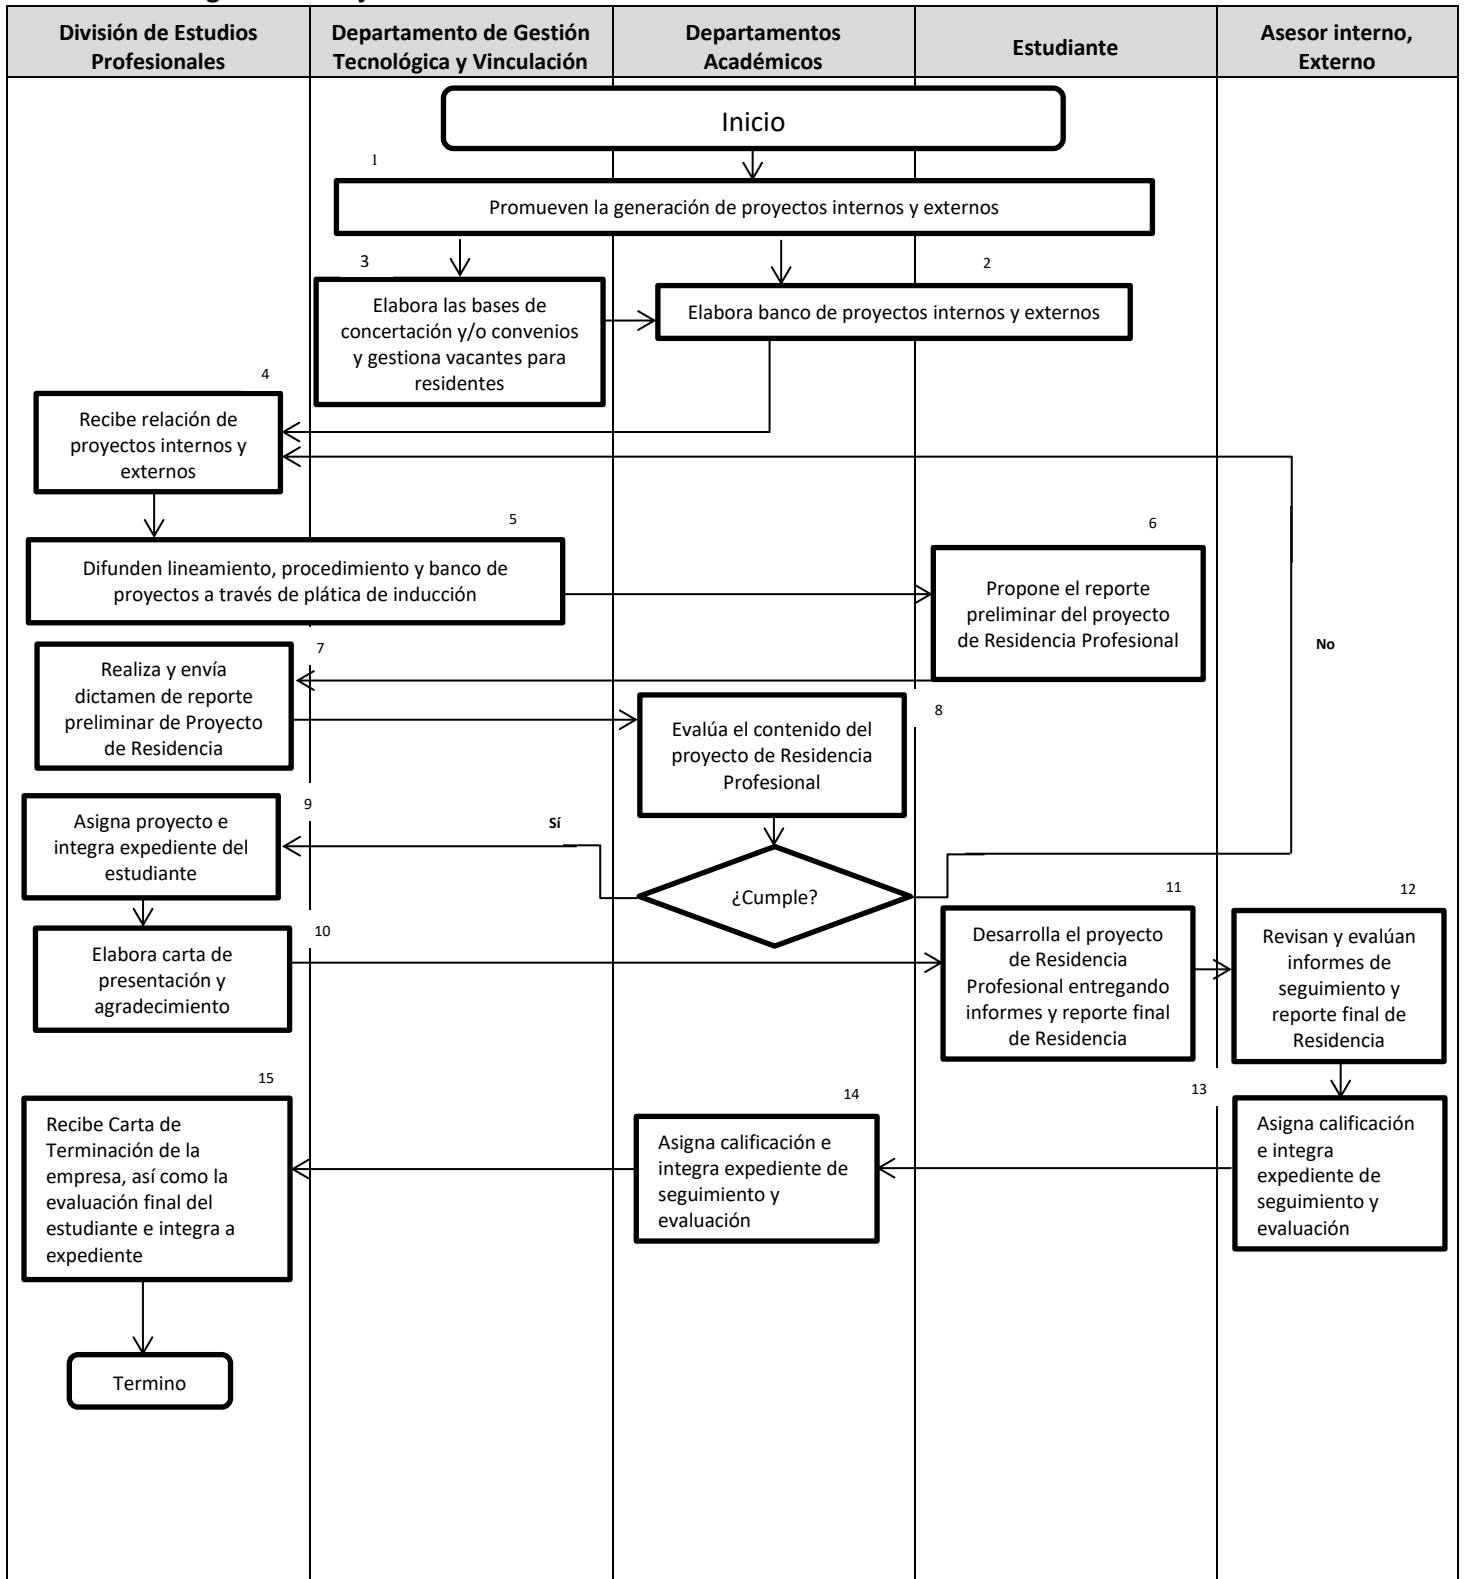 División de Estudios
Profesionales
Departamento de Gestión
Tecnológica y Vinculación
Departamentos
Académicos
Estudiante
Asesor interno,
Externo
Inicio
1
Promueven la generación de proyectos internos y externos
3
Elabora las bases de
concertación y/o convenios
y gestiona vacantes para
residentes
2
Elabora banco de proyectos internos y externos
4
Recibe relación de
proyectos internos y
externos
5
Difunden lineamiento, procedimiento y banco de
proyectos a través de plática de inducción
6
Propone el reporte
preliminar del proyecto
de Residencia Profesional
No
7
Realiza y envía
dictamen de reporte
preliminar de Proyecto
de Residencia
8
Evalúa el contenido del
proyecto de Residencia
Profesional
9
Asigna proyecto e
integra expediente del
estudiante
Sí
¿Cumple?
10
Elabora carta de
presentación y
agradecimiento
11
Desarrolla el proyecto
de Residencia
Profesional entregando
informes y reporte final
de Residencia
12
Revisan y evalúan
informes de
seguimiento y
reporte final de
Residencia
13
Asigna calificación
e integra
expediente de
seguimiento y
evaluación
14
Asigna calificación e
integra expediente de
seguimiento y
evaluación
15
Recibe Carta de
Terminación de la
empresa, así como la
evaluación final del
estudiante e integra a
expediente
Termino